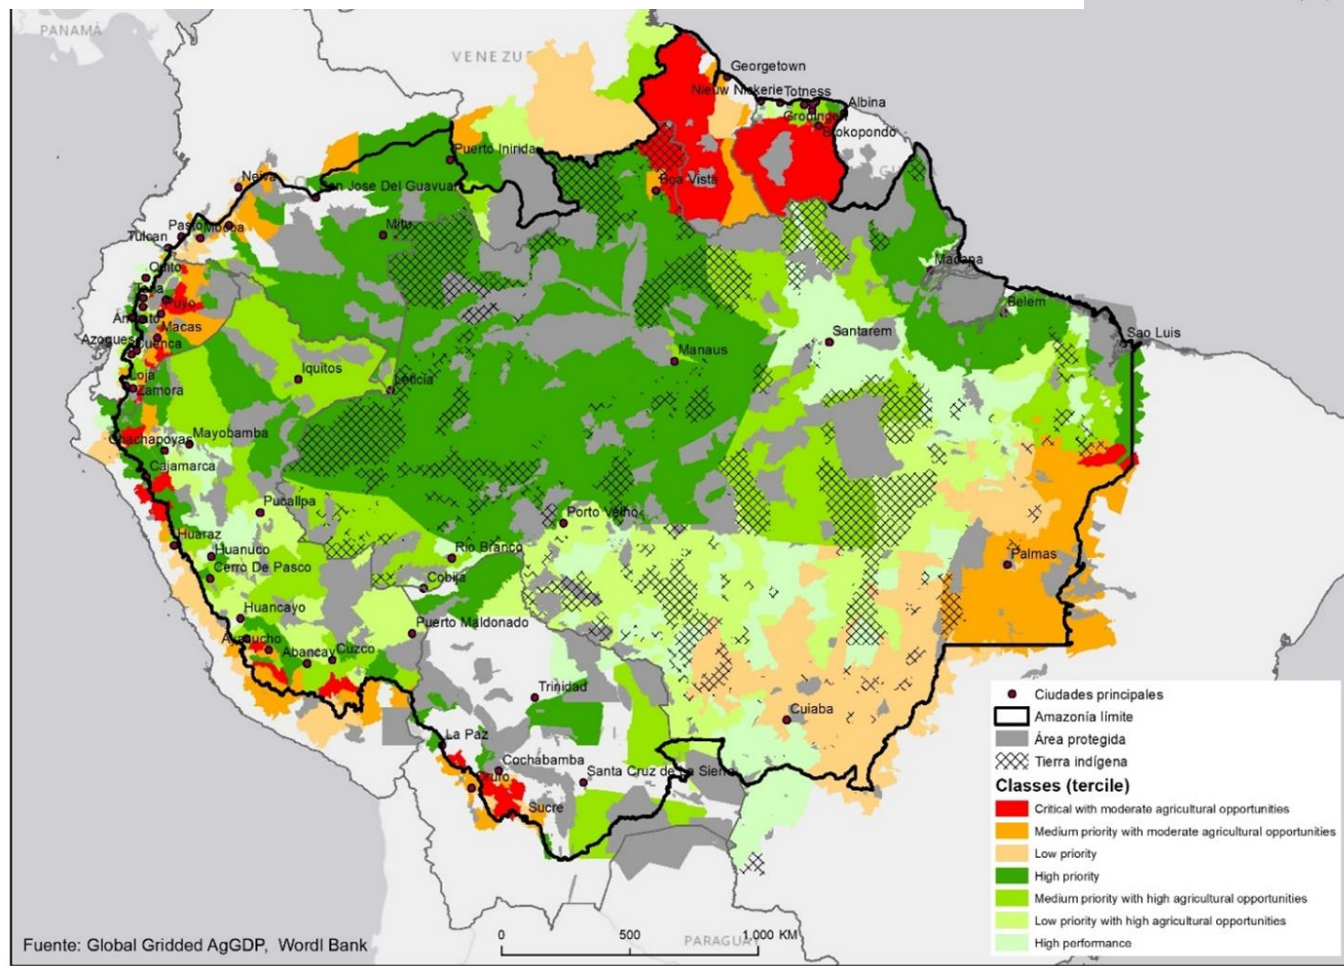 PANAMÁ
VENEZUE
Georgetown
Nieuw Nickerie
Totness
Albina
Groningen
Brokopondo
Puerto Inirida
Boa Vista
Neiva
San Jose Del Guavuare
Pasto
Mocoa
Mitu
Tulcan
Quito
Macapa
Tena
Puyo
Belem
Ambato
Macas
Santarem
Sao Luis
Azogues
Cuenca
Manaus
Iquitos
Loja
Leticia
Zamora
Chachapoyas
Mayobamba
Cajamarca
Pucallpa
Porto Velho
Huaraz
Huanuco
Rio Branco
Palmas
Cerro De Pasco
Cobija
Huancayo
Puerto Maldonado
Ayacucho
Abancay
Cuzco
Trinidad
Cuiaba
La Paz
Cochabamba
Oruro
Santa Cruz de La Sierra
Sucre
Ciudades principales
Amazonía límite
Área protegida
Tierra indígena
Classes (tercile)
Critical with moderate agricultural opportunities
Medium priority with moderate agricultural opportunities
Low priority
High priority
Medium priority with high agricultural opportunities
Low priority with high agricultural opportunities
High performance
Fuente: Global Gridded AgGDP, Wordl Bank
0 500 1.000 KM
PARAGUAY